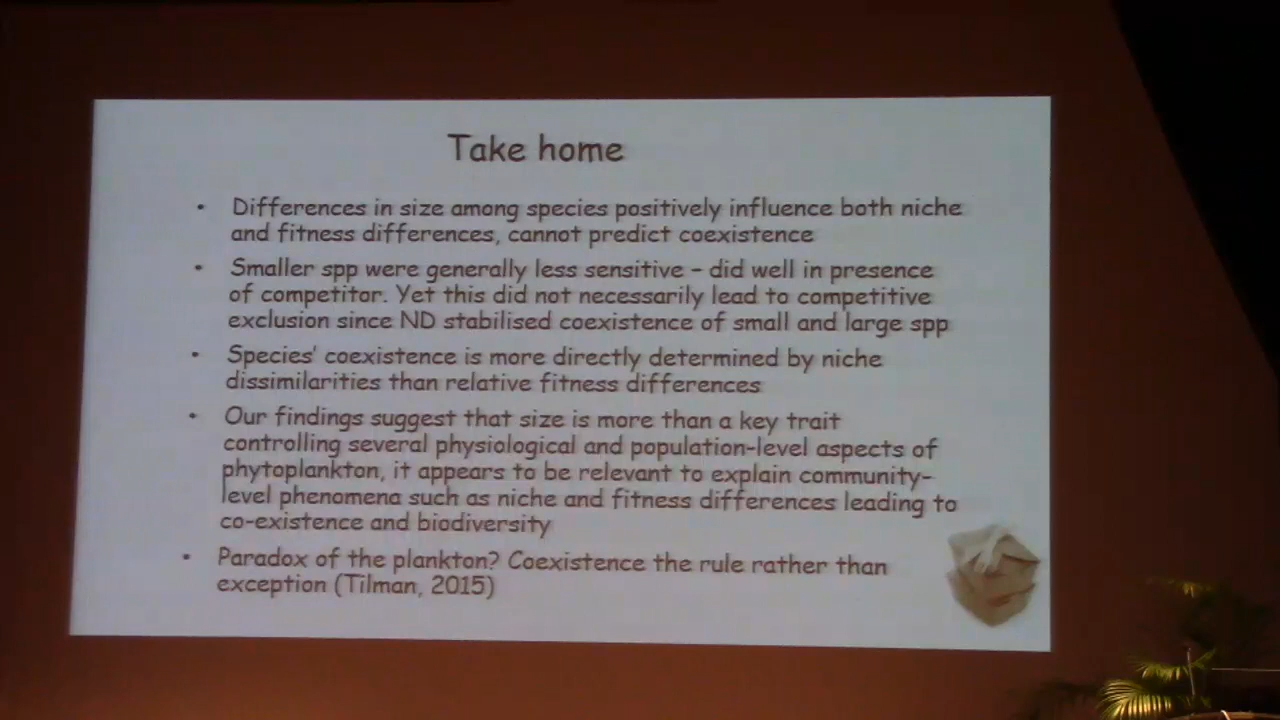 Take home
• Differences in size among species positively influence both niche
and fitness differences, cannot predict coexistence
• Smaller spp were generally less sensitive – did well in presence
of competitor. Yet this did not necessarily lead to competitive
exclusion since ND stabilised coexistence of small and large spp
• Species' coexistence is more directly determined by niche
dissimilarities than relative fitness differences
• Our findings suggest that size is more than a key trait
controlling several physiological and population-level aspects of
phytoplankton, it appears to be relevant to explain community-
level phenomena such as niche and fitness differences leading to
co-existence and biodiversity
• Paradox of the plankton? Coexistence the rule rather than
exception (Tilman, 2015)